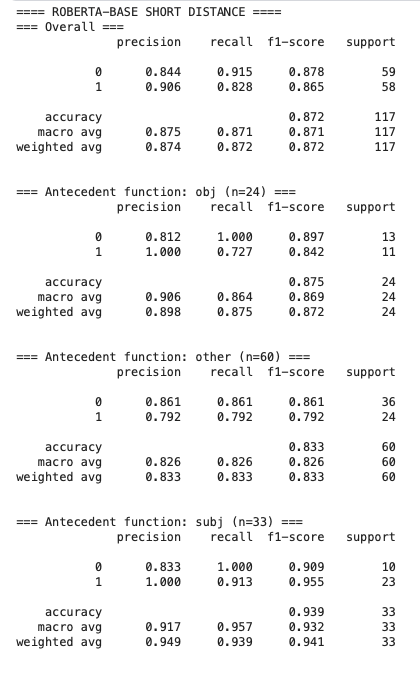 ==== ROBERTA-BASE SHORT DISTANCE ====
=== Overall ===
precision recall f1-score support
0 0.844 0.915 0.878 59
1 0.906 0.828 0.865 58
accuracy 0.872 117
macro avg 0.875 0.871 0.871 117
weighted avg 0.874 0.872 0.872 117
=== Antecedent function: obj (n=24) ===
precision recall f1-score support
0 0.812 1.000 0.897 13
1 1.000 0.727 0.842 11
accuracy 0.875 24
macro avg 0.906 0.864 0.869 24
weighted avg 0.898 0.875 0.872 24
=== Antecedent function: other (n=60) ===
precision recall f1-score support
0 0.861 0.861 0.861 36
1 0.792 0.792 0.792 24
accuracy 0.833 60
macro avg 0.826 0.826 0.826 60
weighted avg 0.833 0.833 0.833 60
=== Antecedent function: subj (n=33) ===
precision recall f1-score support
0 0.833 1.000 0.909 10
1 1.000 0.913 0.955 23
accuracy 0.939 33
macro avg 0.917 0.957 0.932 33
weighted avg 0.949 0.939 0.941 33